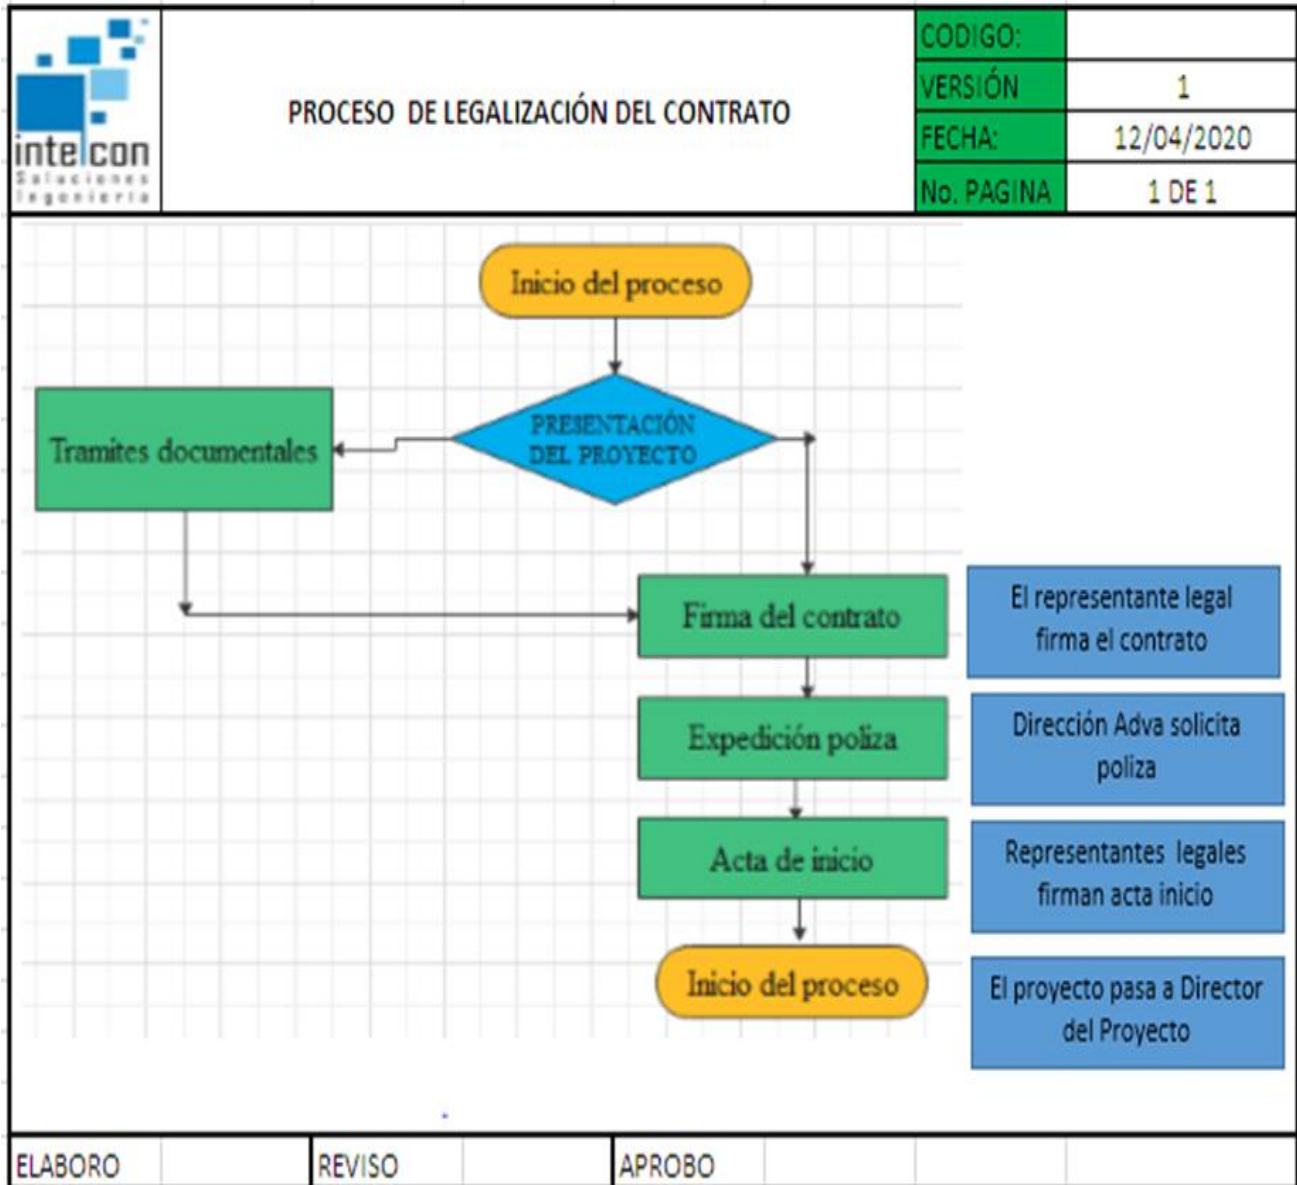 intelcon
Soluciones
Ingeniería
PROCESO DE LEGALIZACIÓN DEL CONTRATO
CODIGO:
VERSIÓN 1
FECHA: 12/04/2020
No. PAGINA 1 DE 1
Inicio del proceso
PRESENTACIÓN
DEL PROYECTO
Tramites documentales
Firma del contrato
El representante legal
firma el contrato
Expedición poliza
Dirección Adva solicita
poliza
Acta de inicio
Representantes legales
firman acta inicio
Inicio del proceso
El proyecto pasa a Director
del Proyecto
ELABORO REVISO APROBO